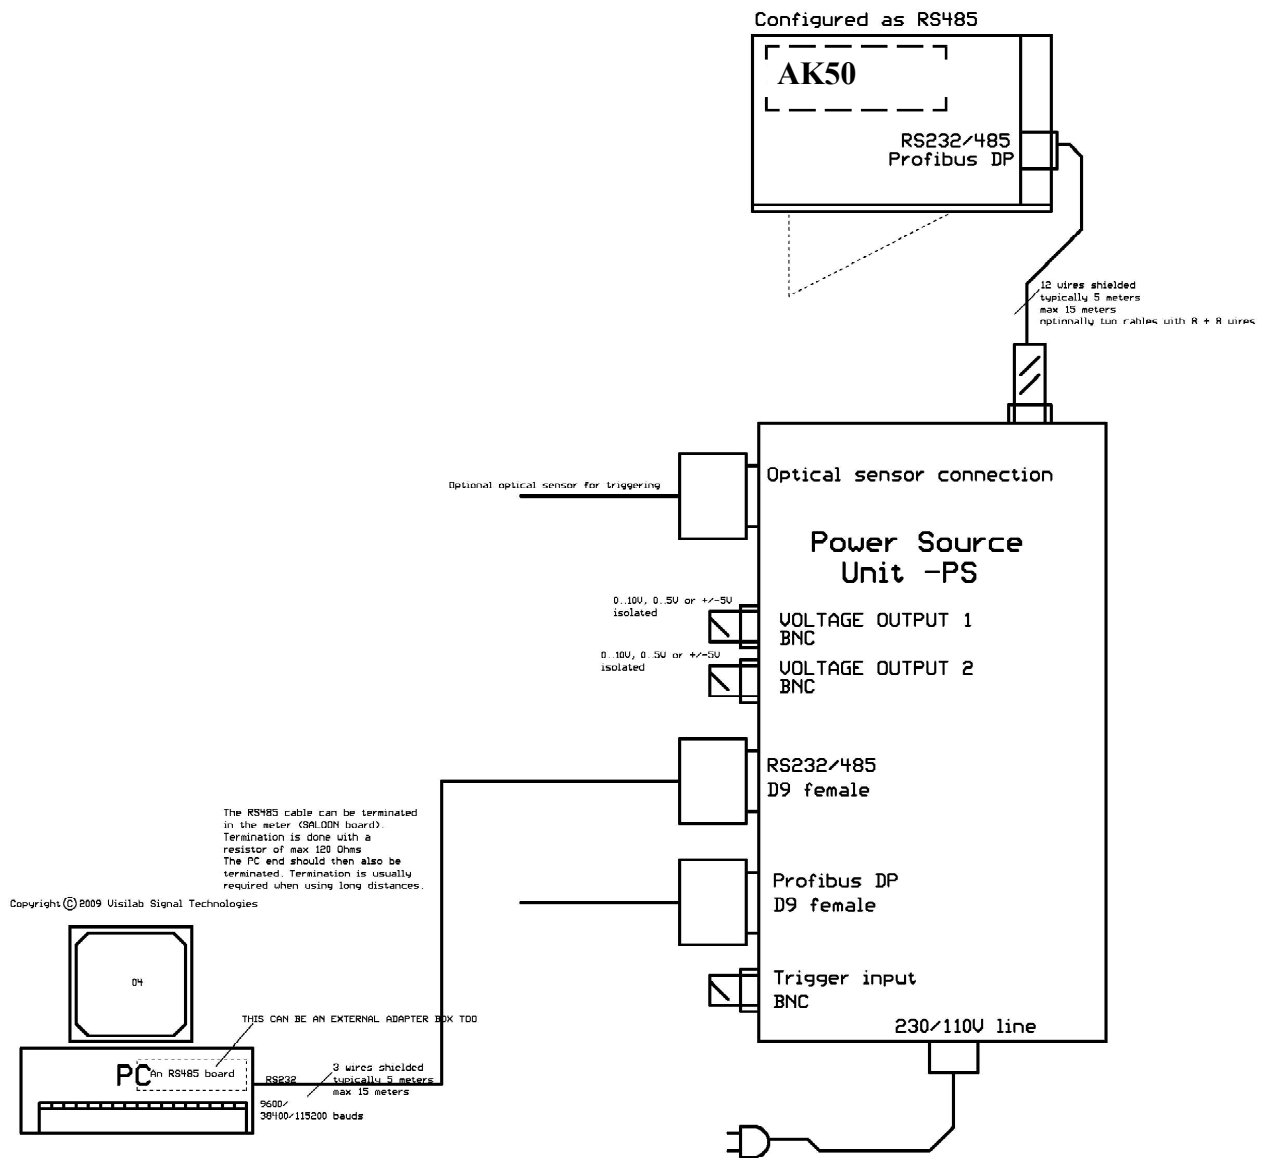 Configured as RS485
AK50
RS232/485
Profibus DP
12 wires shielded
typically 5 meters
max 15 meters
optionally two cables with 8 + 8 wires
Optical sensor connection
Optional optical sensor for triggering
Power Source
Unit -PS
0..10V, 0..5V or +/-5V
isolated
VOLTAGE OUTPUT 1
BNC
0..10V, 0..5V or +/-5V
isolated
VOLTAGE OUTPUT 2
BNC
RS232/485
D9 female
The RS485 cable can be terminated
in the meter (SALOON board).
Termination is done with a
resistor of max 120 Ohms
The PC end should then also be
terminated. Termination is usually
required when using long distances.
Profibus DP
D9 female
Copyright © 2009 Visilab Signal Technologies
04
Trigger input
BNC
THIS CAN BE AN EXTERNAL ADAPTER BOX TOO
230/110V line
PC
An RS485 board
RS232
3 wires shielded
typically 5 meters
max 15 meters
9600/
38400/115200 bauds